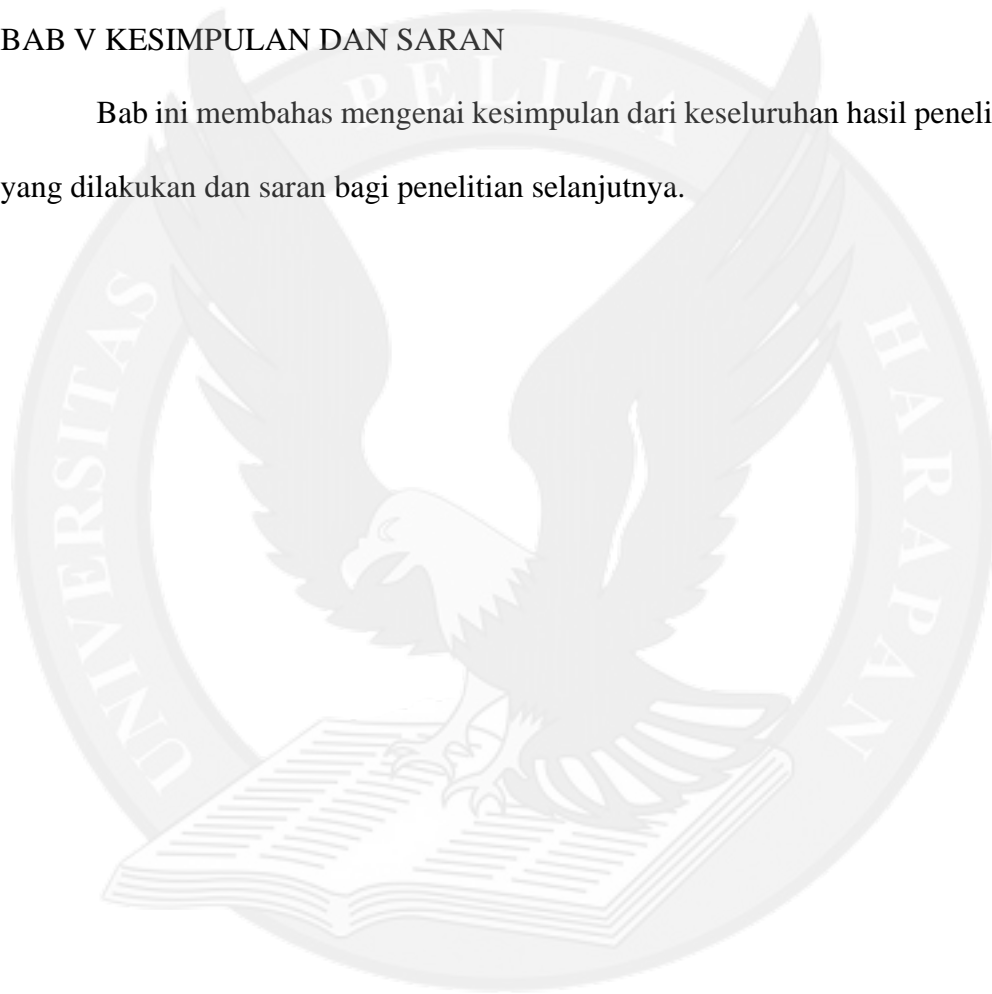 BAB V KESIMPULAN DAN SARAN
Bab ini membahas mengenai kesimpulan dari keseluruhan hasil peneli
yang dilakukan dan saran bagi penelitian selanjutnya.
UNIVERSITAS PELITA HARAPAN